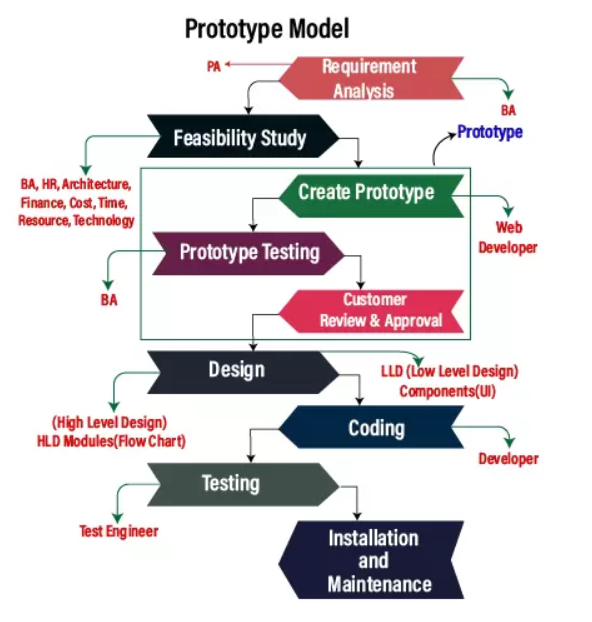 Prototype Model
PA
Requirement
Analysis
BA
Prototype
Feasibility Study
BA, HR, Architecture,
Finance, Cost, Time,
Resource, Technology
Create Prototype
Web
Developer
Prototype Testing
BA
Customer
Review & Approval
Design
LLD (Low Level Design)
Components(UI)
(High Level Design)
HLD Modules(Flow Chart)
Coding
Developer
Testing
Test Engineer
Installation
and
Maintenance